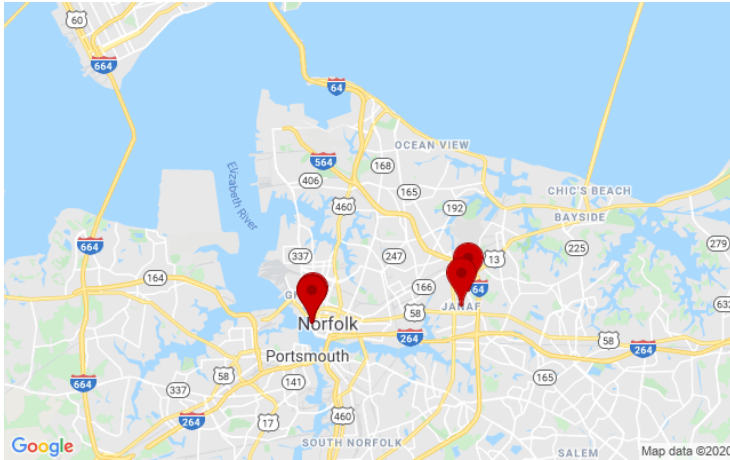 60
664
64
OCEAN VIEW
564
168
406
165
CHIC'S BEACH
Elizabeth River
460
192
BAYSIDE
664
337
247
13
225
279
164
166
64
JANAF
58
Norfolk
264
58
264
Portsmouth
58
141
165
664
337
264
17
460
SOUTH NORFOLK
SALEM
Google
Map data ©2020